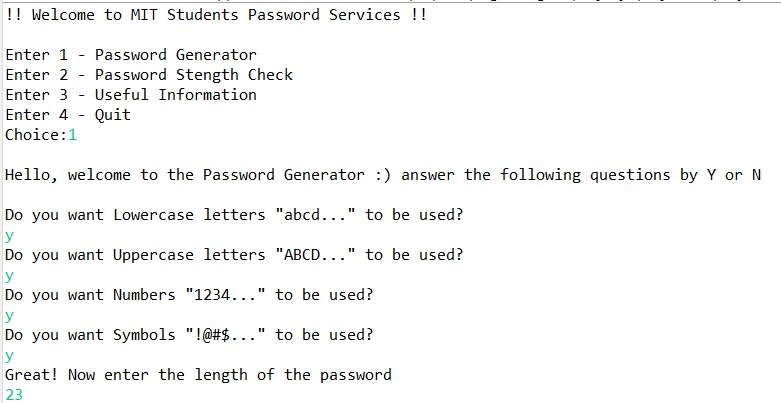 !! Welcome to MIT Students Password Services !!
Enter 1 - Password Generator
Enter 2 - Password Stength Check
Enter 3 - Useful Information
Enter 4 - Quit
Choice:1
Hello, welcome to the Password Generator :) answer the following questions by Y or N
Do you want Lowercase letters "abcd..." to be used?
y
Do you want Uppercase letters "ABCD..." to be used?
y
Do you want Numbers "1234..." to be used?
y
Do you want Symbols "!@#$..." to be used?
y
Great! Now enter the length of the password
23